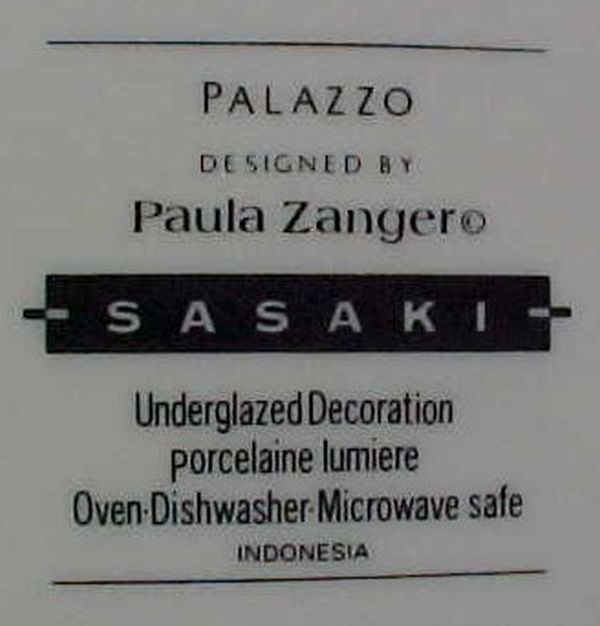 PALAZZO
DESIGNED BY
Paula Zanger©
SASAKI
Underglazed Decoration
porcelaine lumiere
Oven·Dishwasher·Microwave safe
INDONESIA